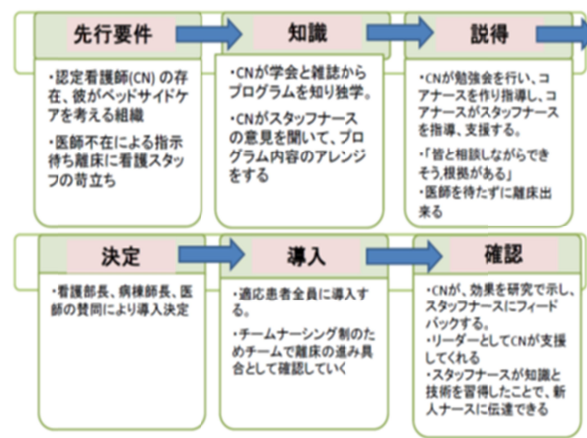 先行要件
・認定看護師(CN)の存
在、彼がベッドサイドケ
アを考える組織
・医師不在による指示
待ち離床に看護スタッ
フの苛立ち
知識
・CNが学会と雑誌から
プログラムを知り独学。
・CNがスタッフナース
の意見を聞いて、プロ
グラム内容のアレンジ
をする
説得
・CNが勉強会を行い、コ
アナースを作り指導し、コ
アナースがスタッフナース
を指導、支援する。
・「皆と相談しながらでき
そう,根拠がある」
・医師を待たずに離床出
来る
決定
・看護部長、病棟師長、医
師の賛同により導入決定
導入
・適応患者全員に導入す
る。
・チームナーシング制のた
めチームで離床の進み具
合として確認していく
確認
・CNが、効果を研究で示し、
スタッフナースにフィード
バックする。
・リーダーとしてCNが支援
してくれる
・スタッフナースが知識と
技術を習得したことで、新
人ナースに伝達できる